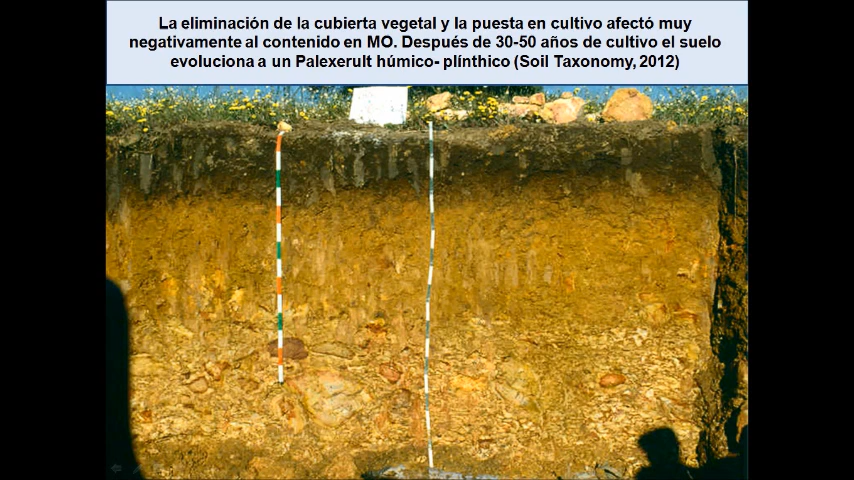 La eliminación de la cubierta vegetal y la puesta en cultivo afectó muy
negativamente al contenido en MO. Después de 30-50 años de cultivo el suelo
evoluciona a un Palexerult húmico- plínthico (Soil Taxonomy, 2012)